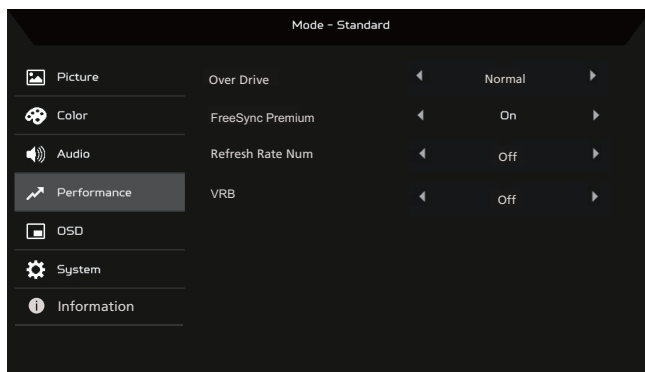 Mode - Standard
Picture
Over Drive Normal
Color
FreeSync Premium On
Audio
Refresh Rate Num Off
Performance
VRB Off
OSD
System
Information